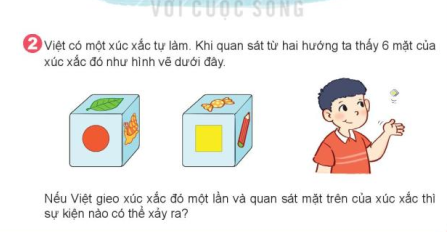 VỚI CUỘC SỐNG
2 Việt có một xúc xắc tự làm. Khi quan sát từ hai hướng ta thấy 6 mặt của
xúc xắc đó như hình vẽ dưới đây.
Nếu Việt gieo xúc xắc đó một lần và quan sát mặt trên của xúc xắc thì
sự kiện nào có thể xảy ra?